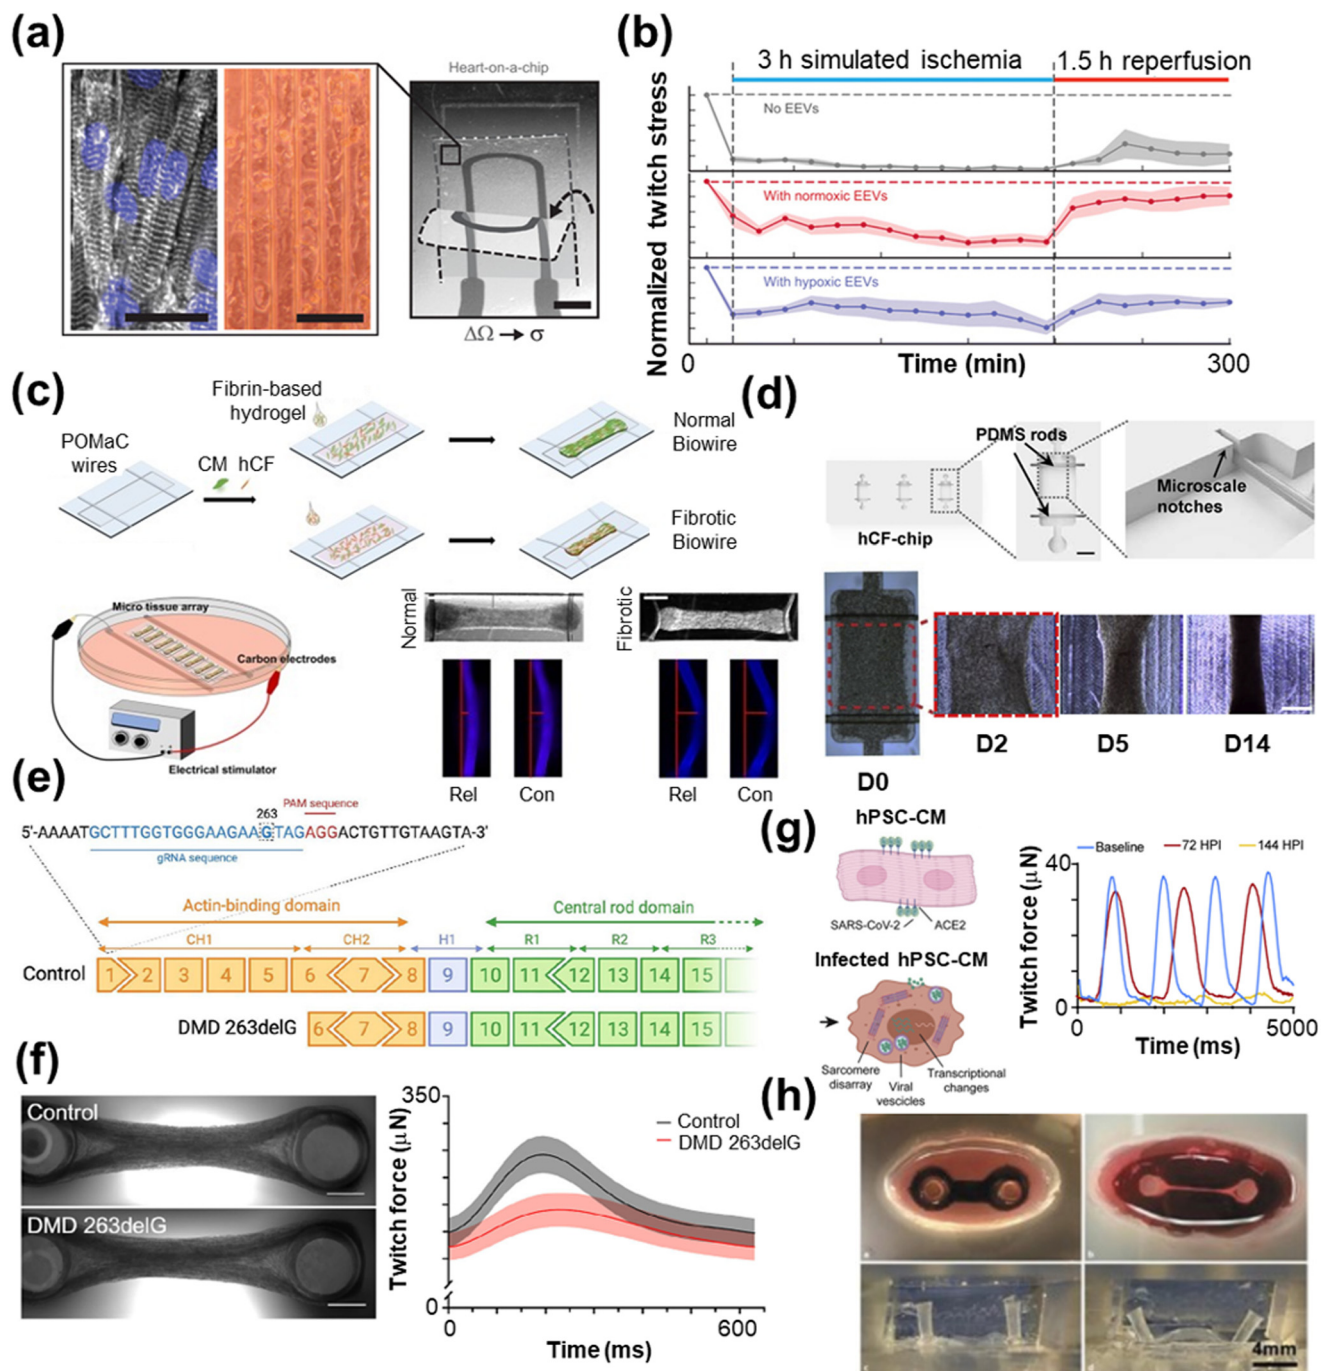 (a)
Heart-on-a-chip
ΔΩ → σ
(b)
3 h simulated ischemia
1.5 h reperfusion
Normalized twitch stress
No EEVs
With normoxic EEVs
With hypoxic EEVs
0
Time (min)
300
(c)
POMaC
wires
CM hCF
Fibrin-based
hydrogel
Normal
Biowire
Fibrotic
Biowire
Micro tissue array
Carbon electrodes
Electrical stimulator
Normal
Fibrotic
Rel
Con
Rel
Con
(d)
PDMS rods
Microscale
notches
hCF-chip
D0
D2
D5
D14
(e)
263
PAM sequence
5'-AAAATGCTTTGGTGGGAAGAAGTAGAGGACTGTTGTAAGTA-3'
gRNA sequence
Actin-binding domain
Central rod domain
CH1
CH2
H1
R1
R2
R3
Control
1 2 3 4 5 6 7 8 9 10 11 12 13 14 15
DMD 263delG
6 7 8 9 10 11 12 13 14 15
(f)
Control
DMD 263delG
350
Twitch force (μN)
Control
DMD 263delG
0
0
600
Time (ms)
(g)
hPSC-CM
SARS-CoV-2
ACE2
Infected hPSC-CM
Sarcomere
disarray
Viral
vesicles
Transcriptional
changes
Baseline
72 HPI
144 HPI
40
Twitch force (μN)
0
0
5000
Time (ms)
(h)
a
b
4mm